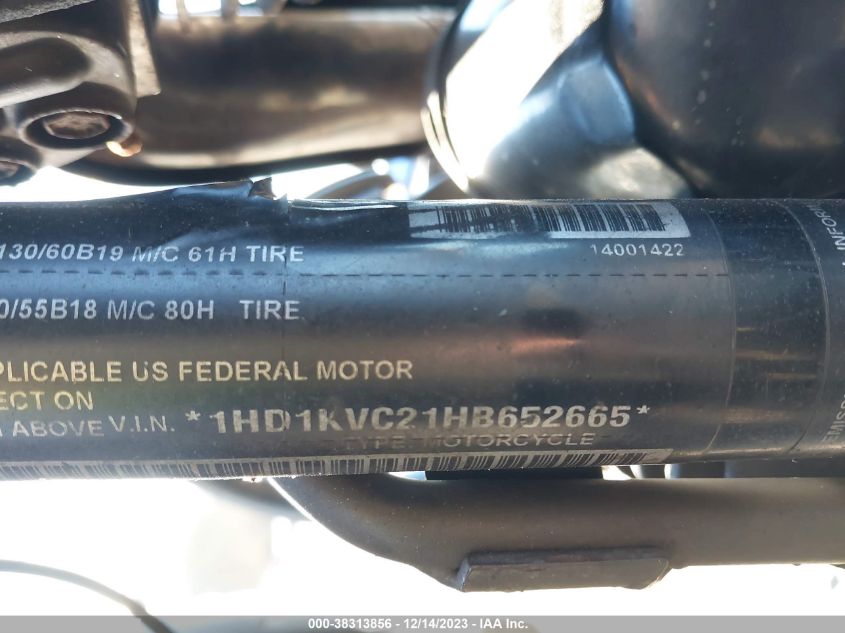 130/60B19 M/C 61H TIRE
14001422
0/55B18 M/C 80H TIRE
PLICABLE US FEDERAL MOTOR
ECT ON
ABOVE V.I.N. *1HD1KVC21HB652665*
TYPE: MOTORCYCLE
000-38313856 - 12/14/2023 - IAA Inc.